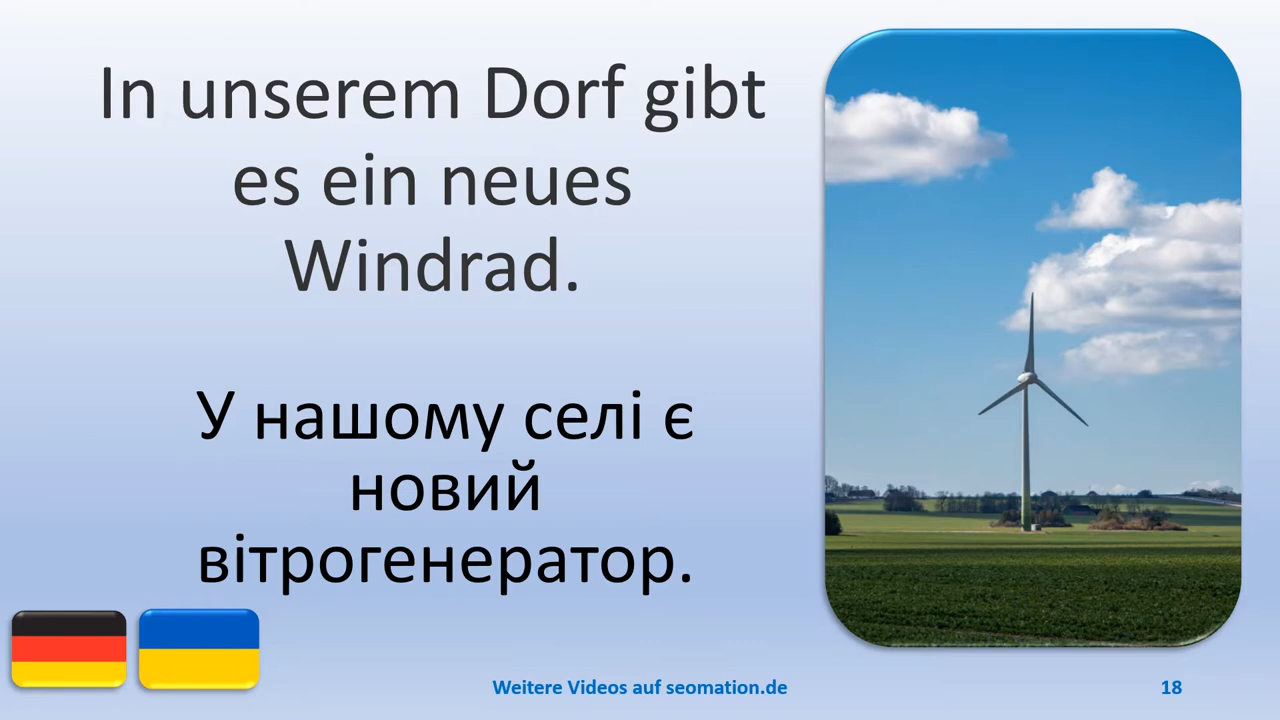 In unserem Dorf gibt
es ein neues
Windrad.
У нашому селі є
новий
вітрогенератор.
Weitere Videos auf seomation.de
18